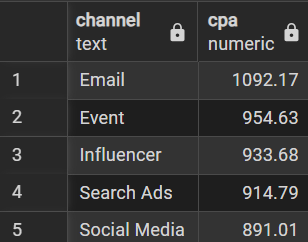 channel
text
cpa
numeric
1 Email 1092.17
2 Event 954.63
3 Influencer 933.68
4 Search Ads 914.79
5 Social Media 891.01